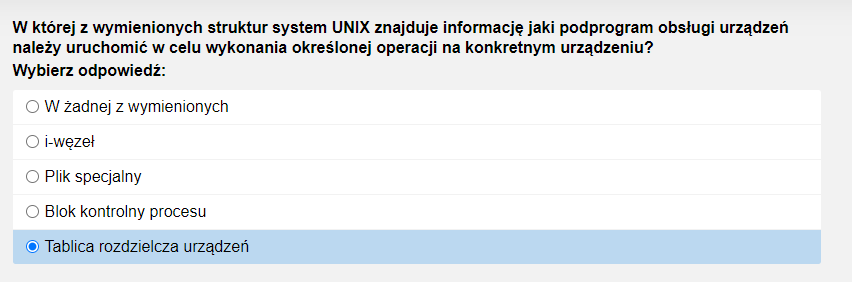 W której z wymienionych struktur system UNIX znajduje informację jaki podprogram obsługi urządzeń
należy uruchomić w celu wykonania określonej operacji na konkretnym urządzeniu?
Wybierz odpowiedź:
W żadnej z wymienionych
i-węzeł
Plik specjalny
Blok kontrolny procesu
Tablica rozdzielcza urządzeń